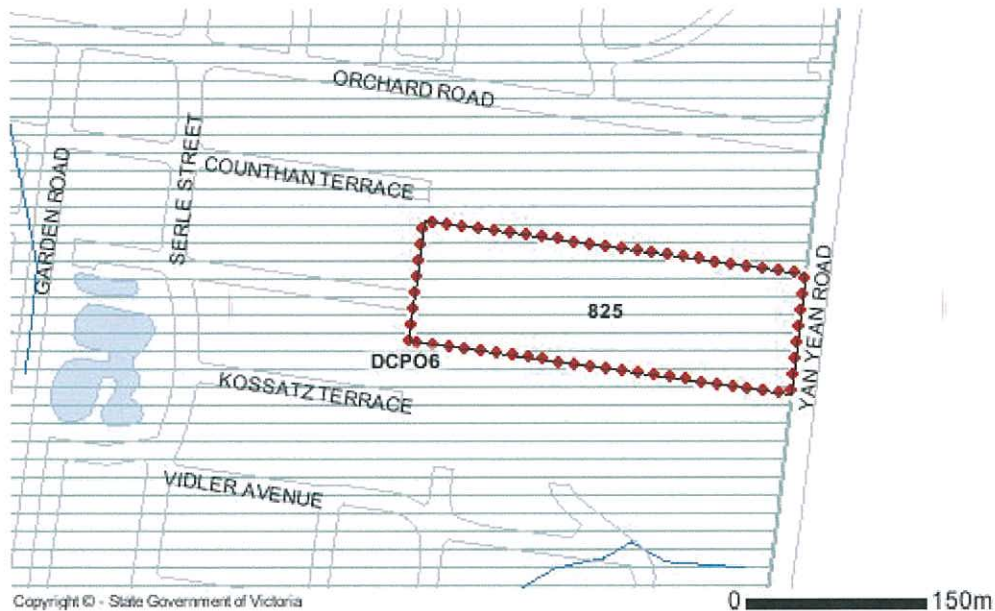 ORCHARD ROAD
COUNTHAN TERRACE
SERLE STREET
GARDEN ROAD
825
YAN YEAN ROAD
DCPO6
KOSSATZ TERRACE
VIDLER AVENUE
Copyright © - State Government of Victoria
0 150m